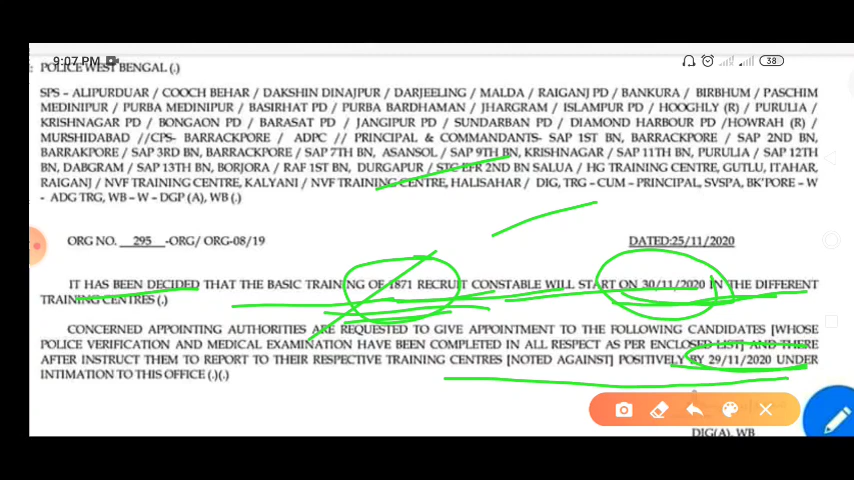 9:07 PM
38
: POLICE WEST BENGAL (.)
SPS – ALIPURDUAR / COOCH BEHAR / DAKSHIN DINAJPUR / DARJEELING / MALDA / RAIGANJ PD / BANKURA / BIRBHUM / PASCHIM
MEDINIPUR / PURBA MEDINIPUR / BASIRHAT PD / PURBA BARDHAMAN / JHARGRAM / ISLAMPUR PD / HOOGHLY (R) / PURULIA /
KRISHNAGAR PD / BONGAON PD / BARASAT PD / JANGIPUR PD / SUNDARBAN PD / DIAMOND HARBOUR PD /HOWRAH (R) /
MURSHIDABAD //CPS- BARRACKPORE / ADPC // PRINCIPAL & COMMANDANTS- SAP 1ST BN, BARRACKPORE / SAP 2ND BN,
BARRAKPORE / SAP 3RD BN, BARRACKPORE / SAP 7TH BN, ASANSOL / SAP 9TH BN, KRISHNAGAR / SAP 11TH BN, PURULIA / SAP 12TH
BN, DABGRAM / SAP 13TH BN, BORJORA / RAF 1ST BN, DURGAPUR / STC EFR 2ND BN SALUA / HG TRAINING CENTRE, GUTLU, ITAHAR,
RAIGANJ / NVF TRAINING CENTRE, KALYANI / NVF TRAINING CENTRE, HALISAHAR / DIG, TRG – CUM – PRINCIPAL, SVSPA, BK'PORE – W
- ADG TRG, WB – W – DGP (A), WB (.)
ORG NO. 295 -ORG/ ORG-08/19 DATED:25/11/2020
IT HAS BEEN DECIDED THAT THE BASIC TRAINING OF 1871 RECRUIT CONSTABLE WILL START ON 30/11/2020 IN THE DIFFERENT
TRAINING CENTRES (.)
CONCERNED APPOINTING AUTHORITIES ARE REQUESTED TO GIVE APPOINTMENT TO THE FOLLOWING CANDIDATES [WHOSE
POLICE VERIFICATION AND MEDICAL EXAMINATION HAVE BEEN COMPLETED IN ALL RESPECT AS PER ENCLOSED LIST] AND THERE
AFTER INSTRUCT THEM TO REPORT TO THEIR RESPECTIVE TRAINING CENTRES [NOTED AGAINST] POSITIVELY BY 29/11/2020 UNDER
INTIMATION TO THIS OFFICE (.)(.)
DIG(A), WB